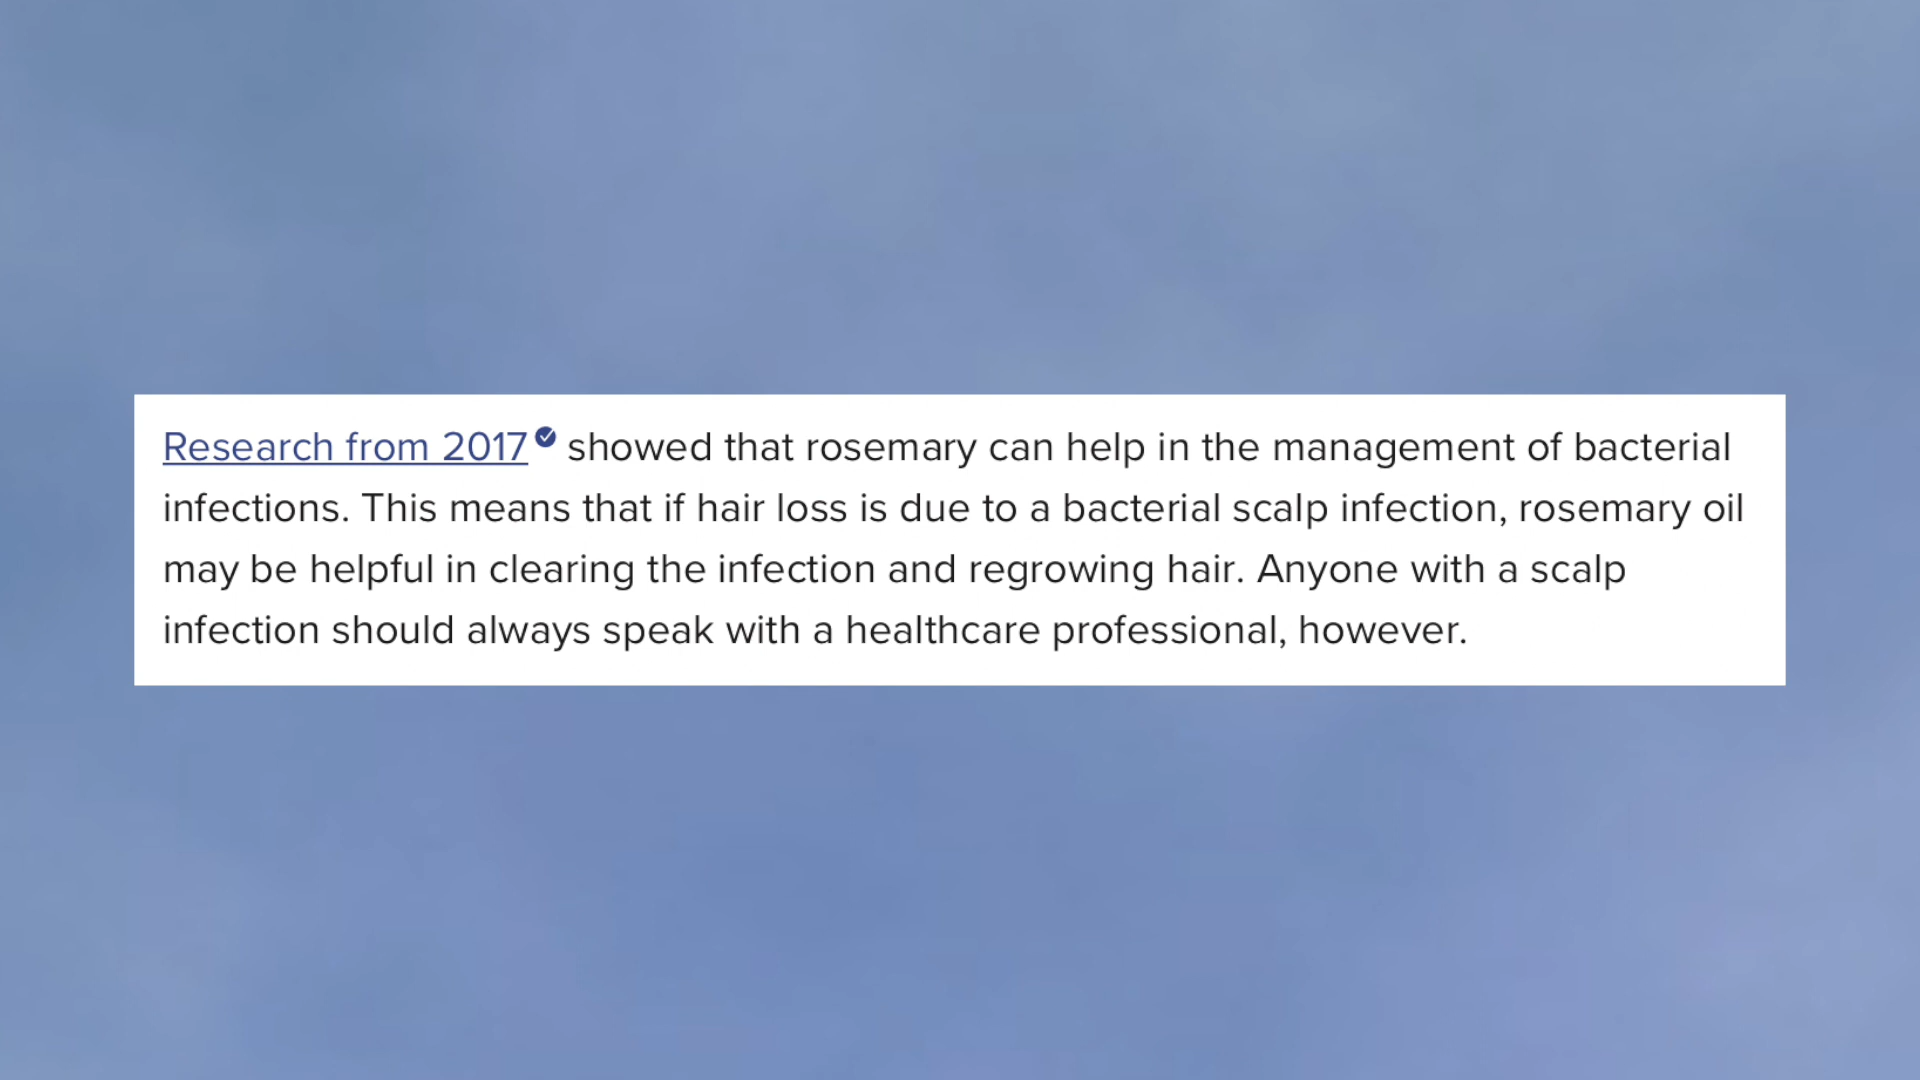 Research from 2017 showed that rosemary can help in the management of bacterial
infections. This means that if hair loss is due to a bacterial scalp infection, rosemary oil
may be helpful in clearing the infection and regrowing hair. Anyone with a scalp
infection should always speak with a healthcare professional, however.